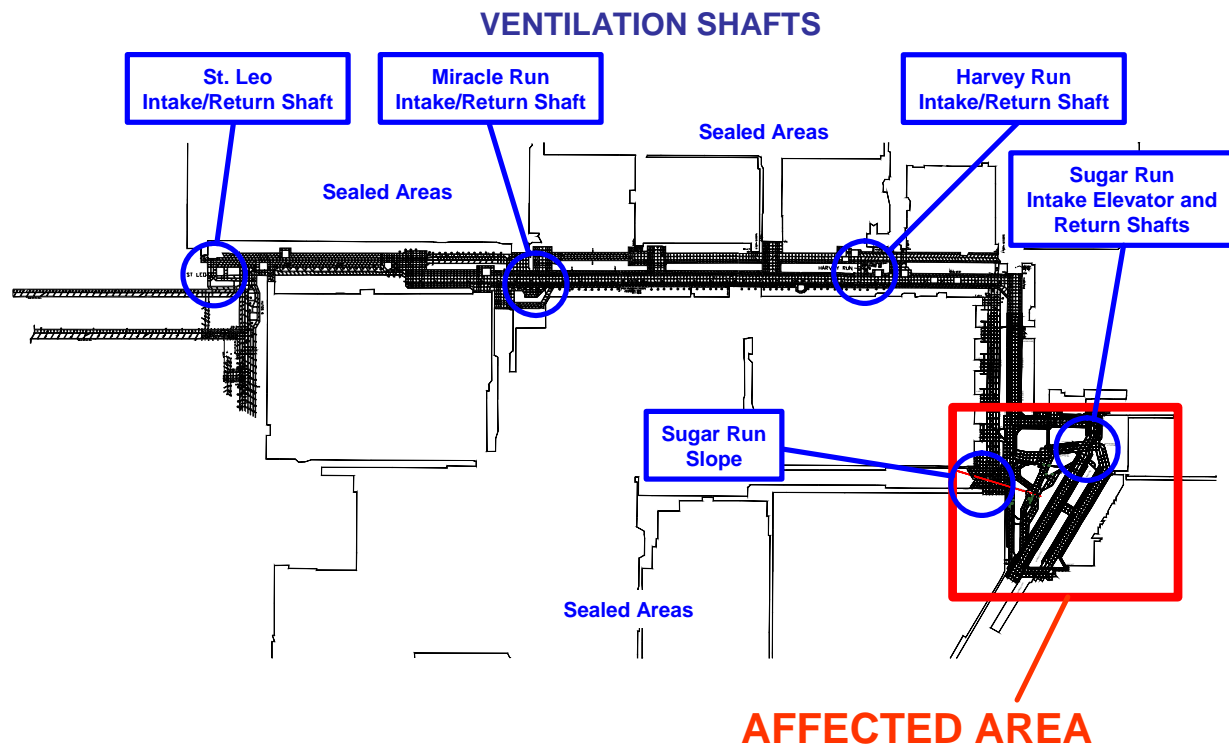 VENTILATION SHAFTS
St. Leo
Intake/Return Shaft
Miracle Run
Intake/Return Shaft
Harvey Run
Intake/Return Shaft
Sealed Areas
Sugar Run
Intake Elevator and
Return Shafts
Sealed Areas
ST LEO
HARVEY RUN
Sugar Run
Slope
Sealed Areas
AFFECTED AREA